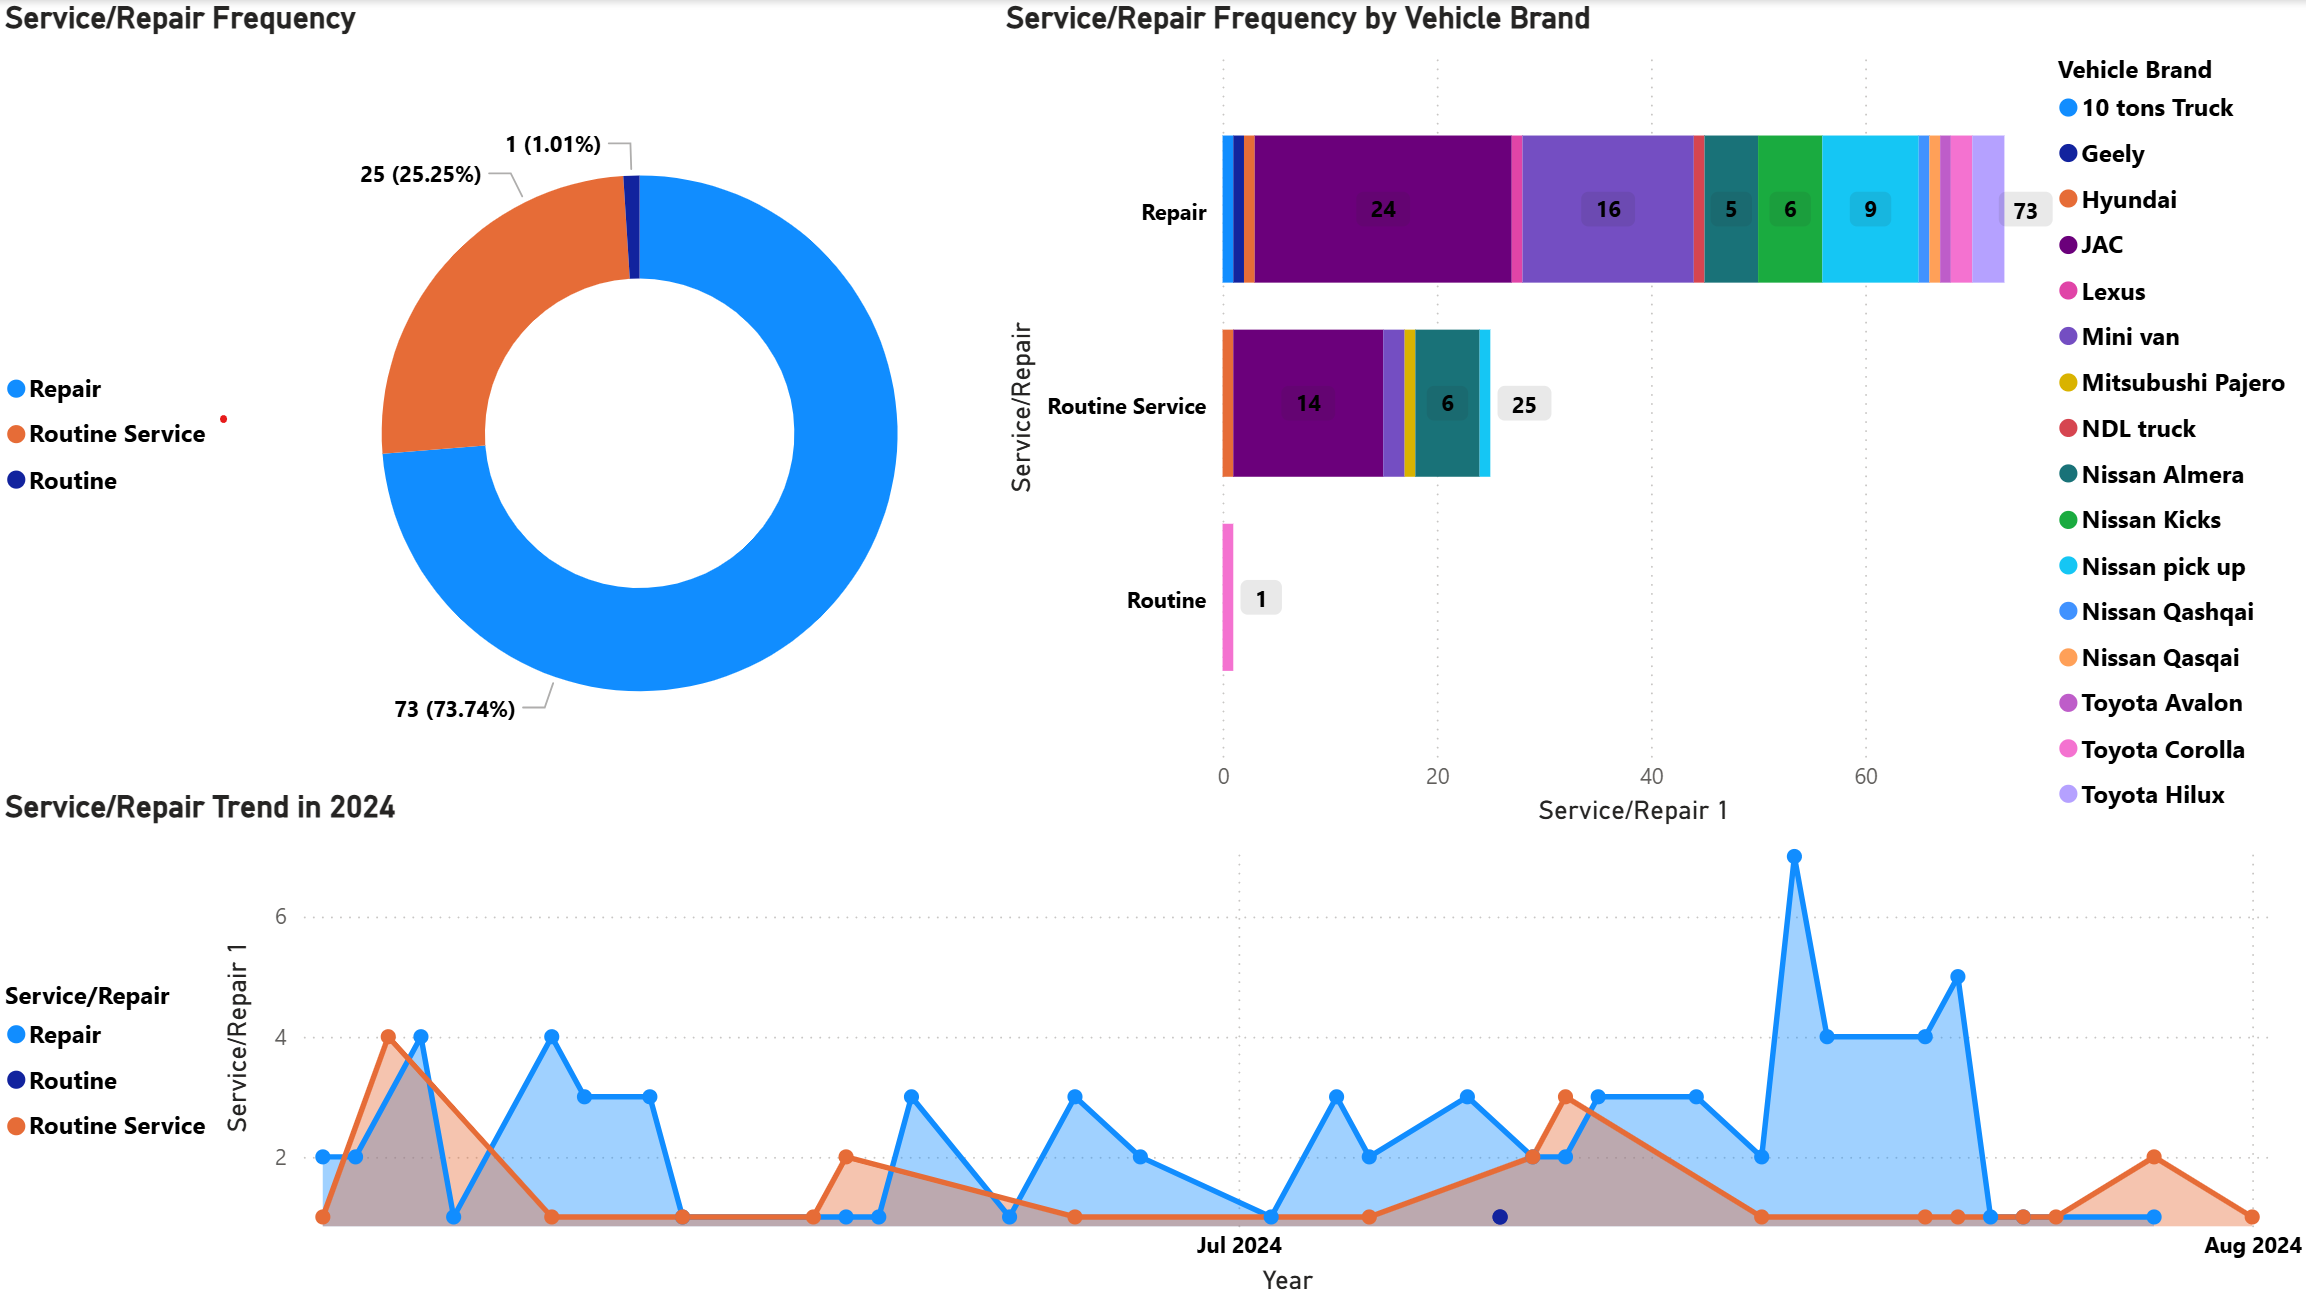 Service/Repair Frequency
1 (1.01%)
25 (25.25%)
Repair
Routine Service
Routine
73 (73.74%)
Service/Repair Frequency by Vehicle Brand
Service/Repair
Repair
24
16
5
6
9
73
Routine Service
14
6
25
Routine
1
0
20
40
60
Service/Repair 1
Vehicle Brand
10 tons Truck
Geely
Hyundai
JAC
Lexus
Mini van
Mitsubushi Pajero
NDL truck
Nissan Almera
Nissan Kicks
Nissan pick up
Nissan Qashqai
Nissan Qasqai
Toyota Avalon
Toyota Corolla
Toyota Hilux
Service/Repair Trend in 2024
Service/Repair
Repair
Routine
Routine Service
Service/Repair 1
6
4
2
Jul 2024
Aug 2024
Year